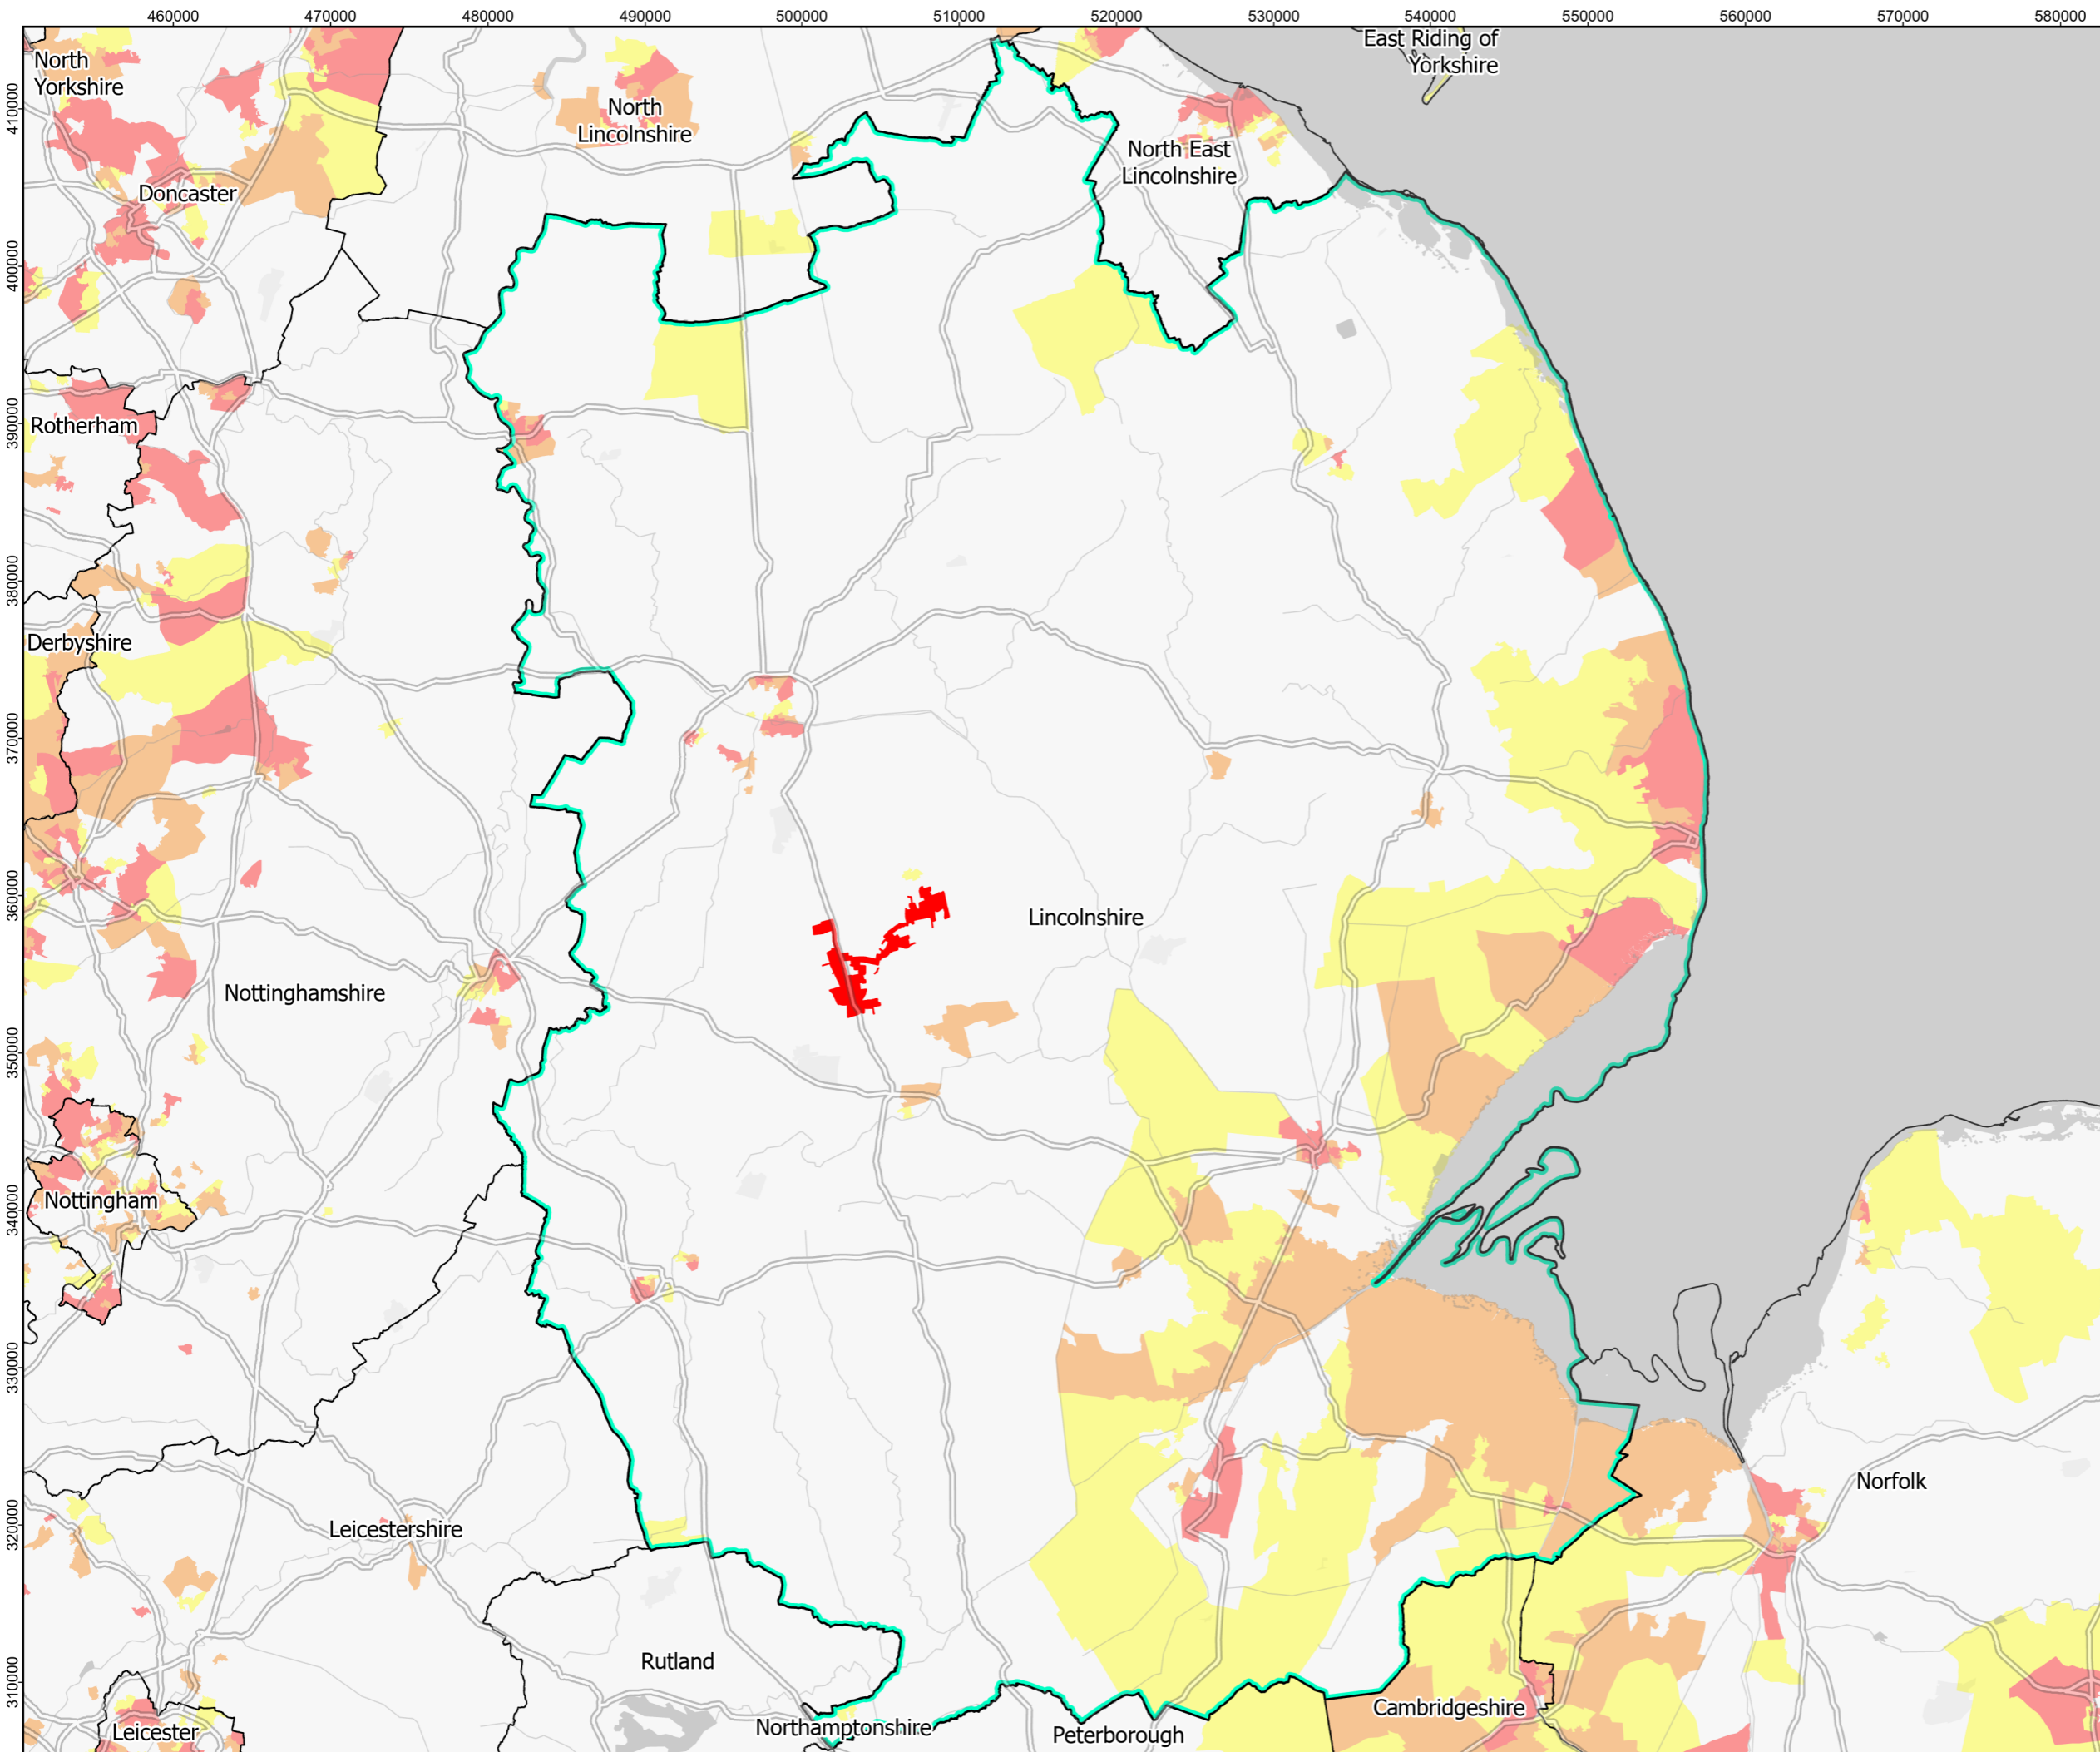 460000 470000 480000 490000 500000 510000 520000 530000 540000 550000 560000 570000 580000
410000
400000
390000
380000
370000
360000
350000
340000
330000
320000
310000
North
Yorkshire
North
Lincolnshire
East Riding of
Yorkshire
North East
Lincolnshire
Doncaster
Rotherham
Derbyshire
Lincolnshire
Nottinghamshire
Nottingham
Norfolk
Leicestershire
Rutland
Leicester
Northamptonshire
Peterborough
Cambridgeshire